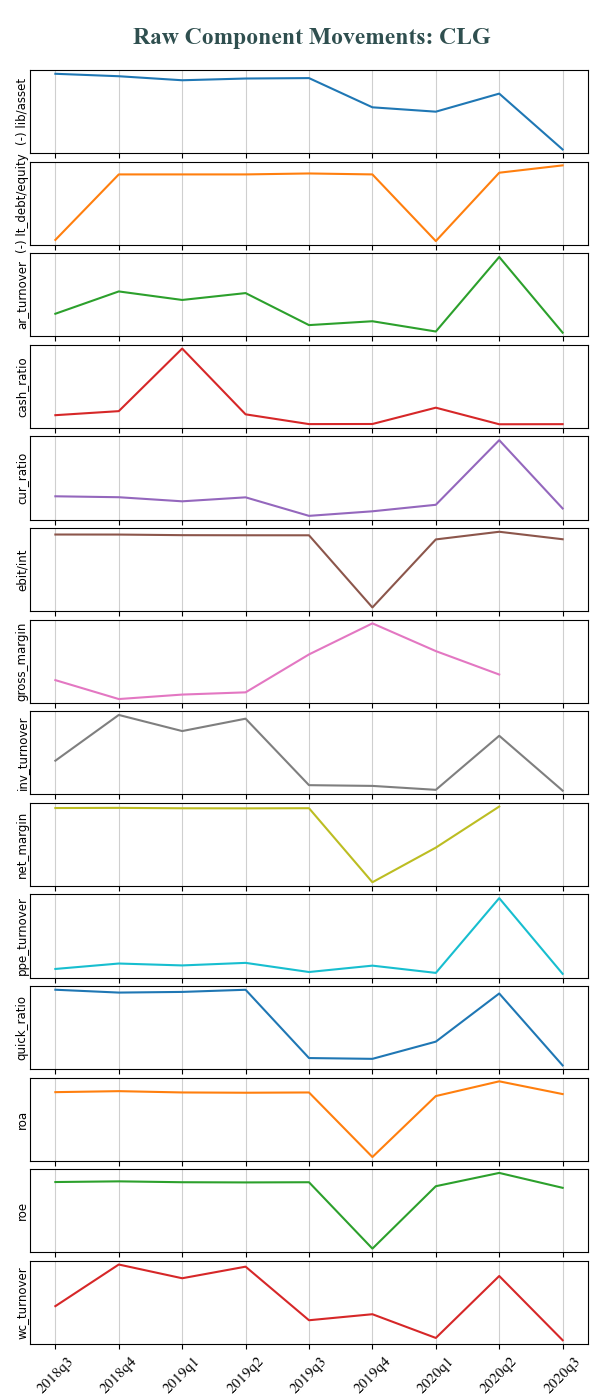 Raw Component Movements: CLG
(-) lib/asset
(-) lt_debt/equity
ar_turnover
cash_ratio
cur_ratio
ebit/int
gross_margin
inv_turnover
net_margin
ppe_turnover
quick_ratio
roa
roe
wc_turnover
2018q3 2018q4 2019q1 2019q2 2019q3 2019q4 2020q1 2020q2 2020q3